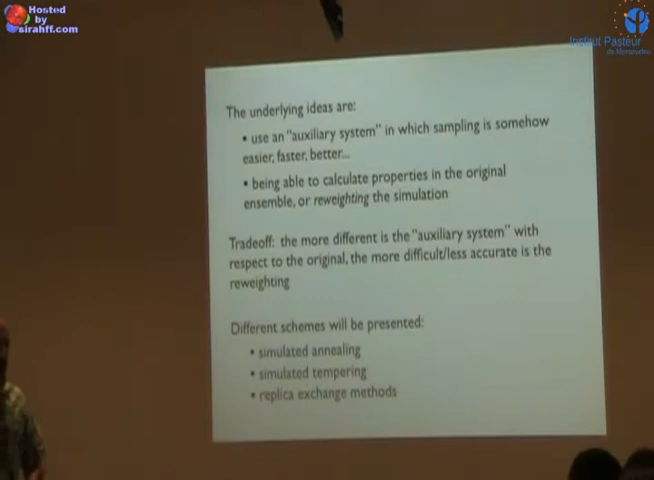 Hosted
by
sirahff.com
Institut Pasteur
de Montevideo
The underlying ideas are:
• use an "auxiliary system" in which sampling is somehow
easier, faster, better...
• being able to calculate properties in the original
ensemble, or reweighting the simulation
Tradeoff: the more different is the "auxiliary system" with
respect to the original, the more difficult/less accurate is the
reweighting
Different schemes will be presented:
• simulated annealing
• simulated tempering
• replica exchange methods